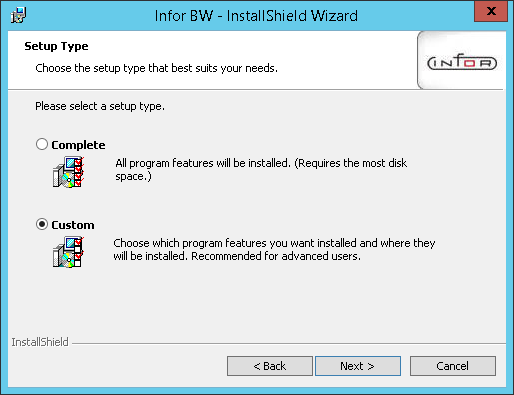 Infor BW - InstallShield Wizard
x
Setup Type
Choose the setup type that best suits your needs.
infor
Please select a setup type.
Complete
All program features will be installed. (Requires the most disk
space.)
Custom
Choose which program features you want installed and where they
will be installed. Recommended for advanced users.
InstallShield
< Back
Next >
Cancel